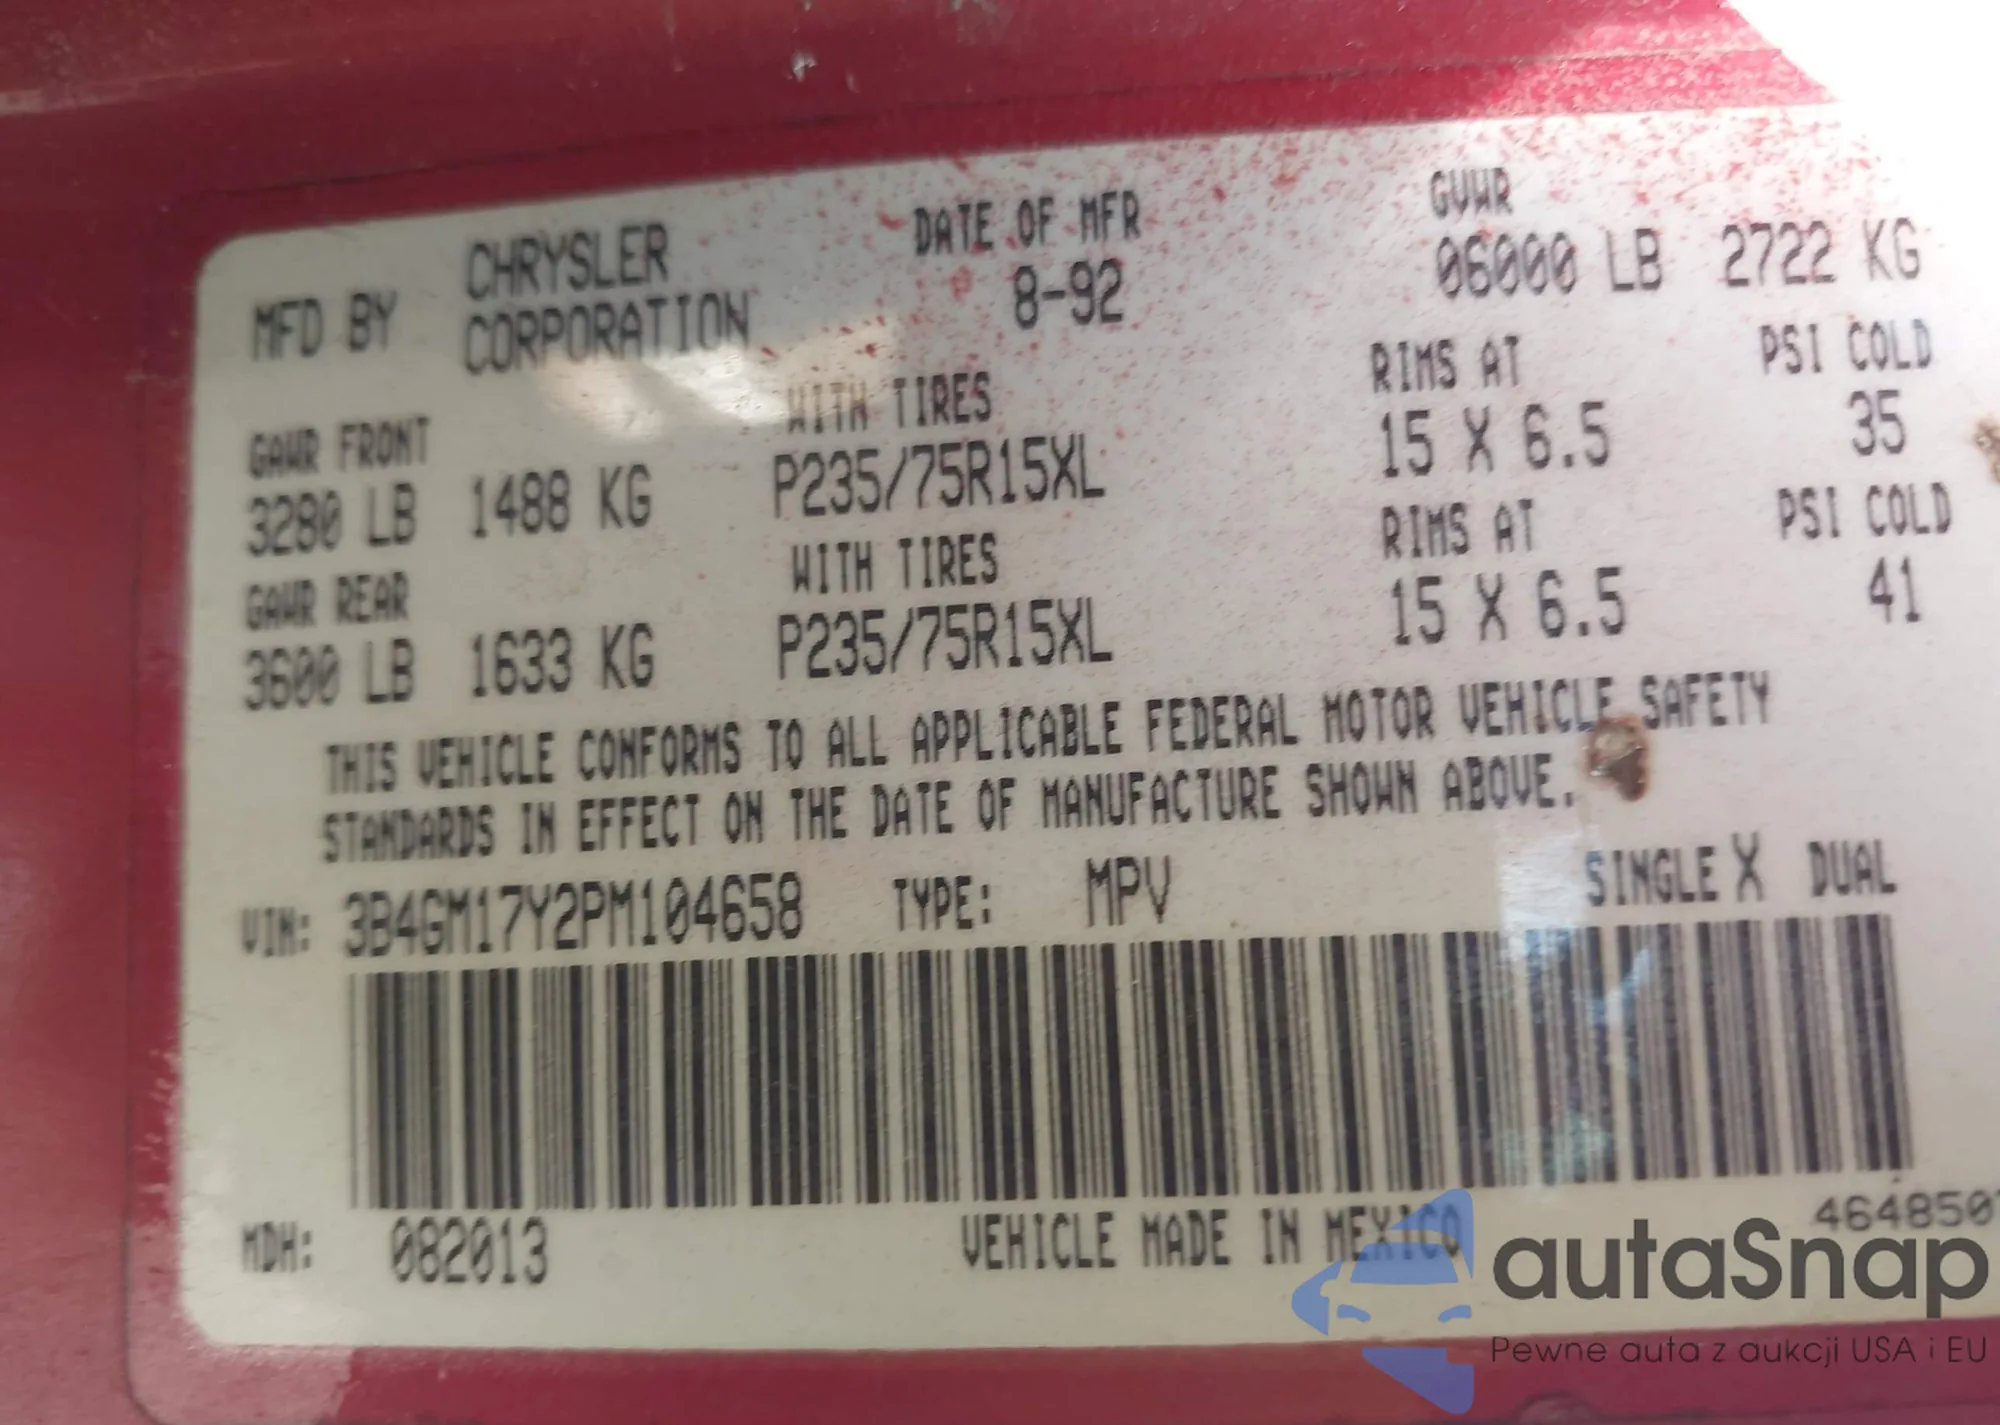 MFD BY CHRYSLER CORPORATION DATE OF MFR 8-92 GVWR 06000 LB 2722 KG
GAWR FRONT WITH TIRES RIMS AT PSI COLD
3280 LB 1488 KG P235/75R15XL 15 X 6.5 35
GAWR REAR WITH TIRES RIMS AT PSI COLD
3600 LB 1633 KG P235/75R15XL 15 X 6.5 41
THIS VEHICLE CONFORMS TO ALL APPLICABLE FEDERAL MOTOR VEHICLE SAFETY
STANDARDS IN EFFECT ON THE DATE OF MANUFACTURE SHOWN ABOVE.
VIN: 3B4GM17Y2PM104658 TYPE: MPV SINGLE X DUAL
MDH: 082013 VEHICLE MADE IN MEXICO
autaSnap
Pewne auta z aukcji USA i EU